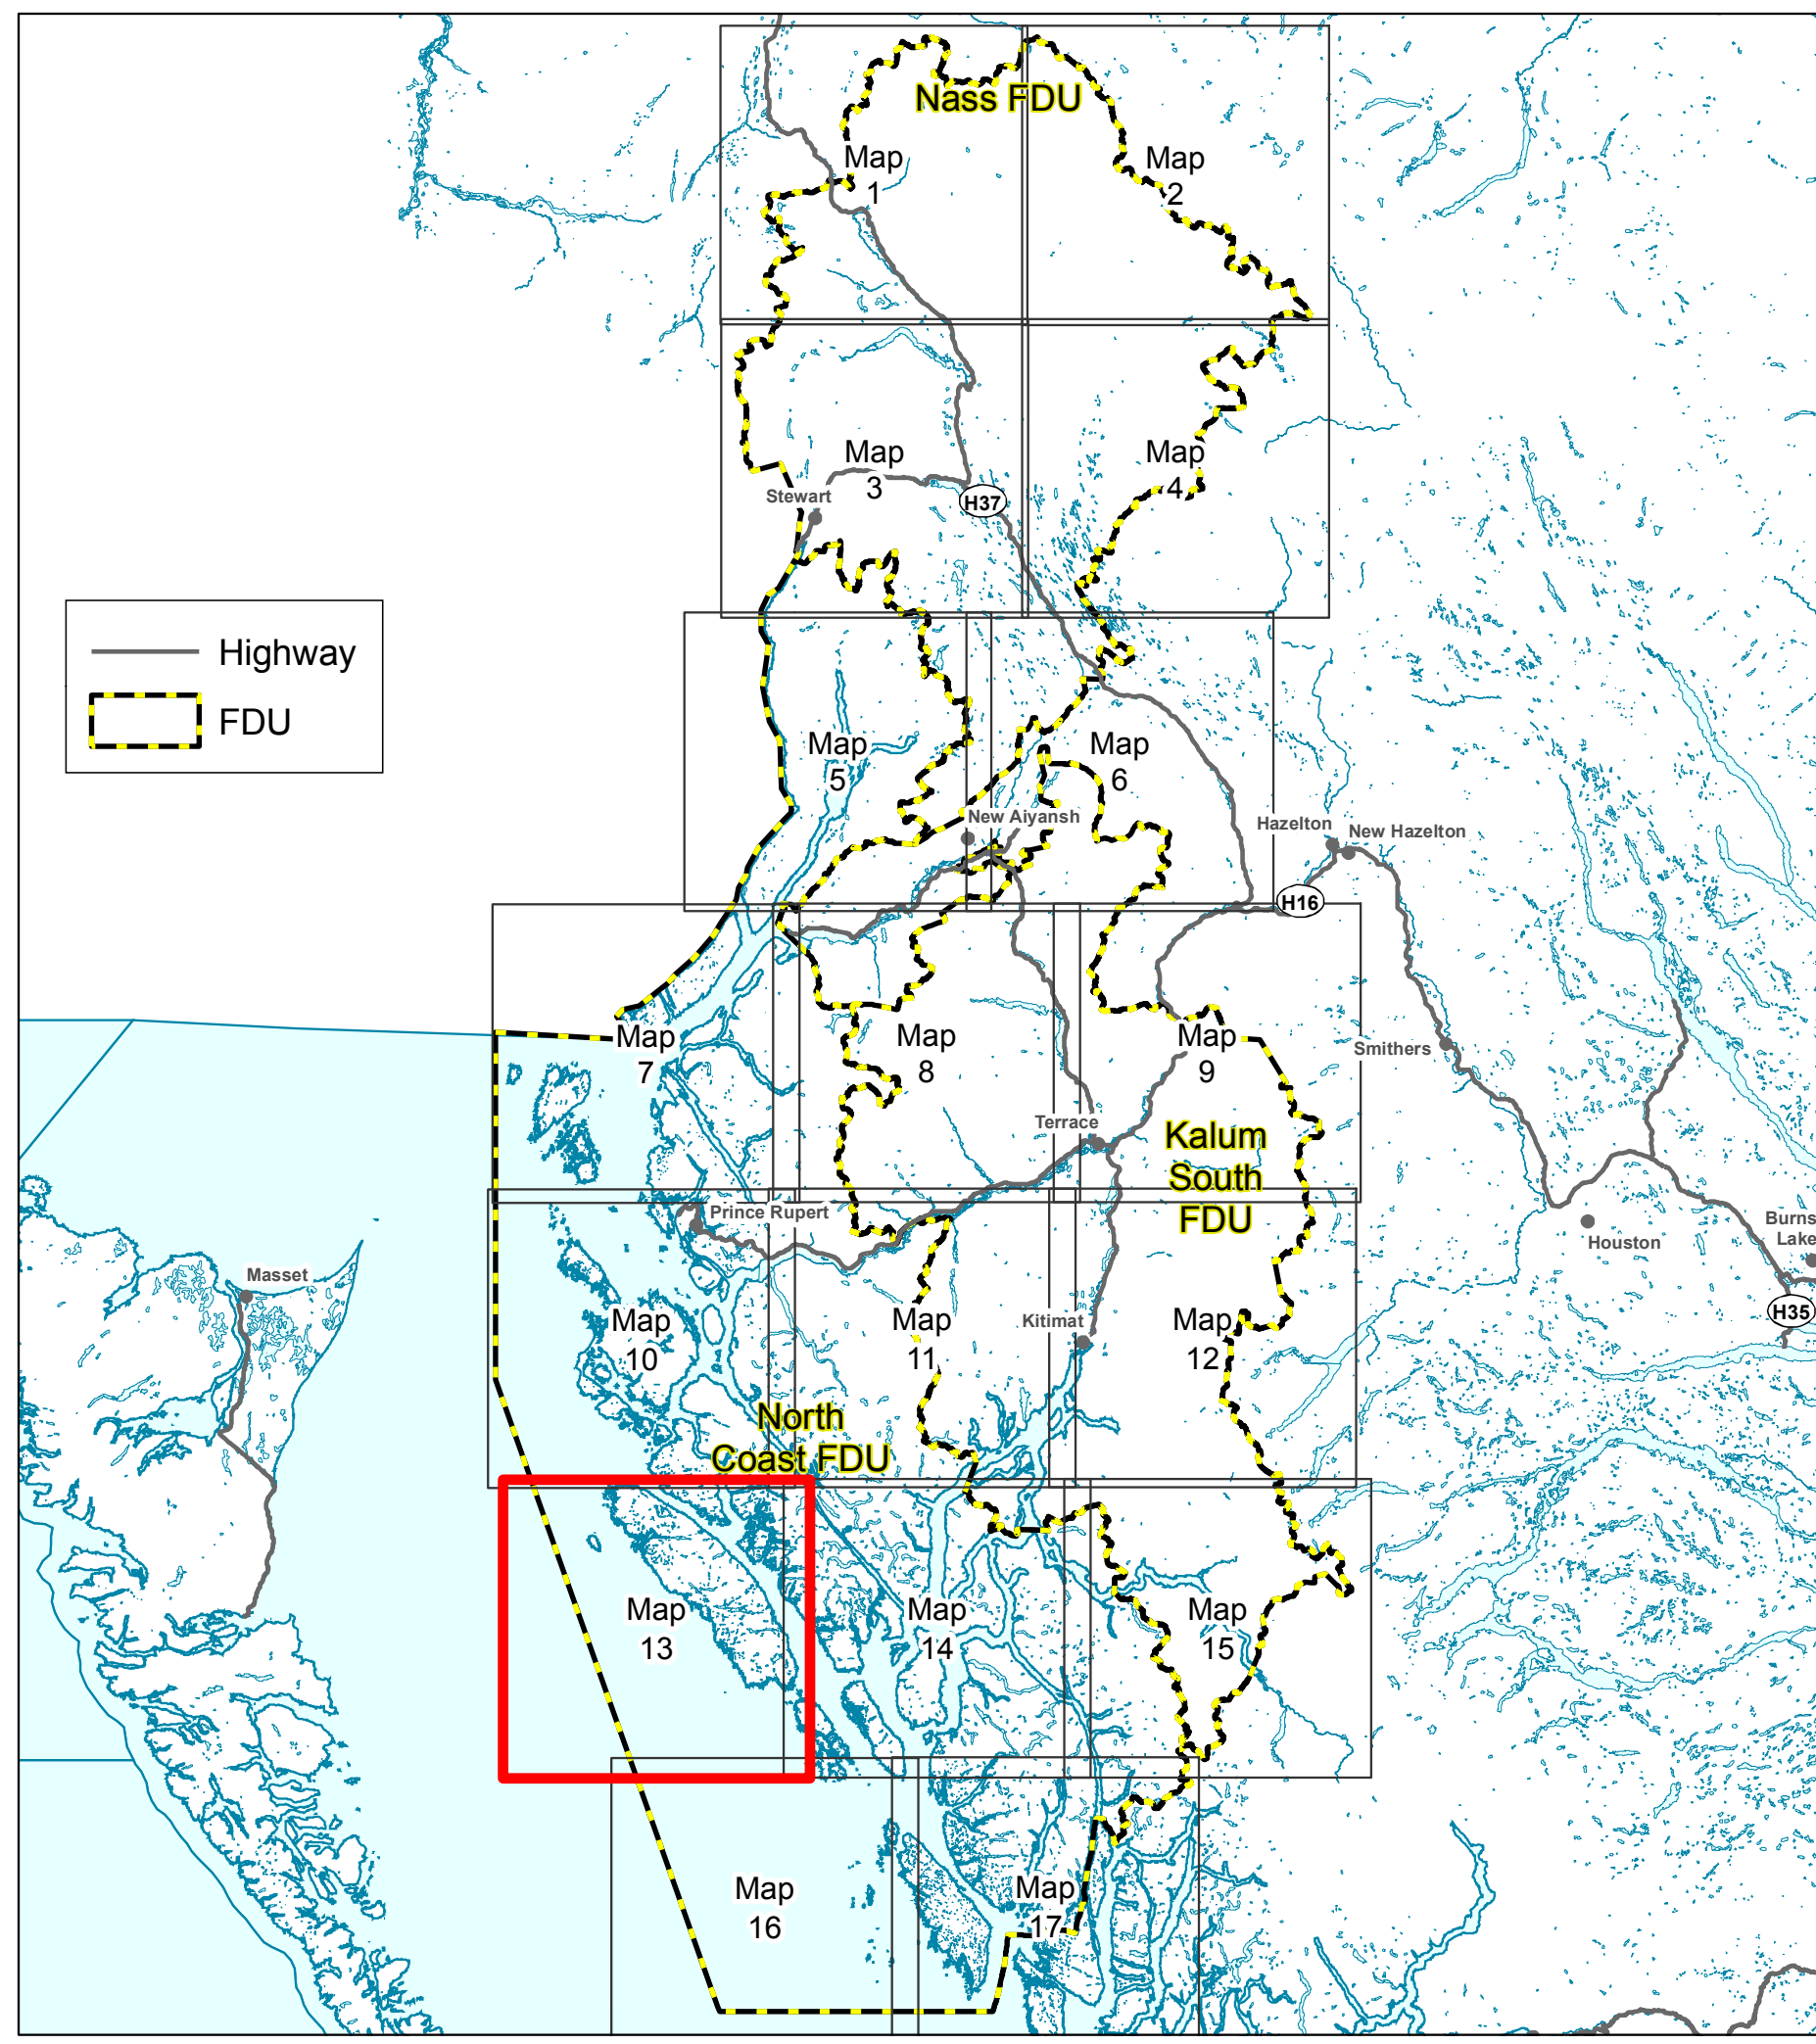 Nass FDU
Map
1
Map
2
Map
3
Map
4
Stewart
H37
Highway
FDU
Map
5
Map
6
New Aiyansh
Hazelton
New Hazelton
H16
Map
7
Map
8
Map
9
Smithers
Terrace
Kalum
South
FDU
Prince Rupert
Burns
Lake
Houston
Masset
H35
Map
10
Map
11
Kitimat
Map
12
North
Coast FDU
Map
13
Map
14
Map
15
Map
16
Map
17